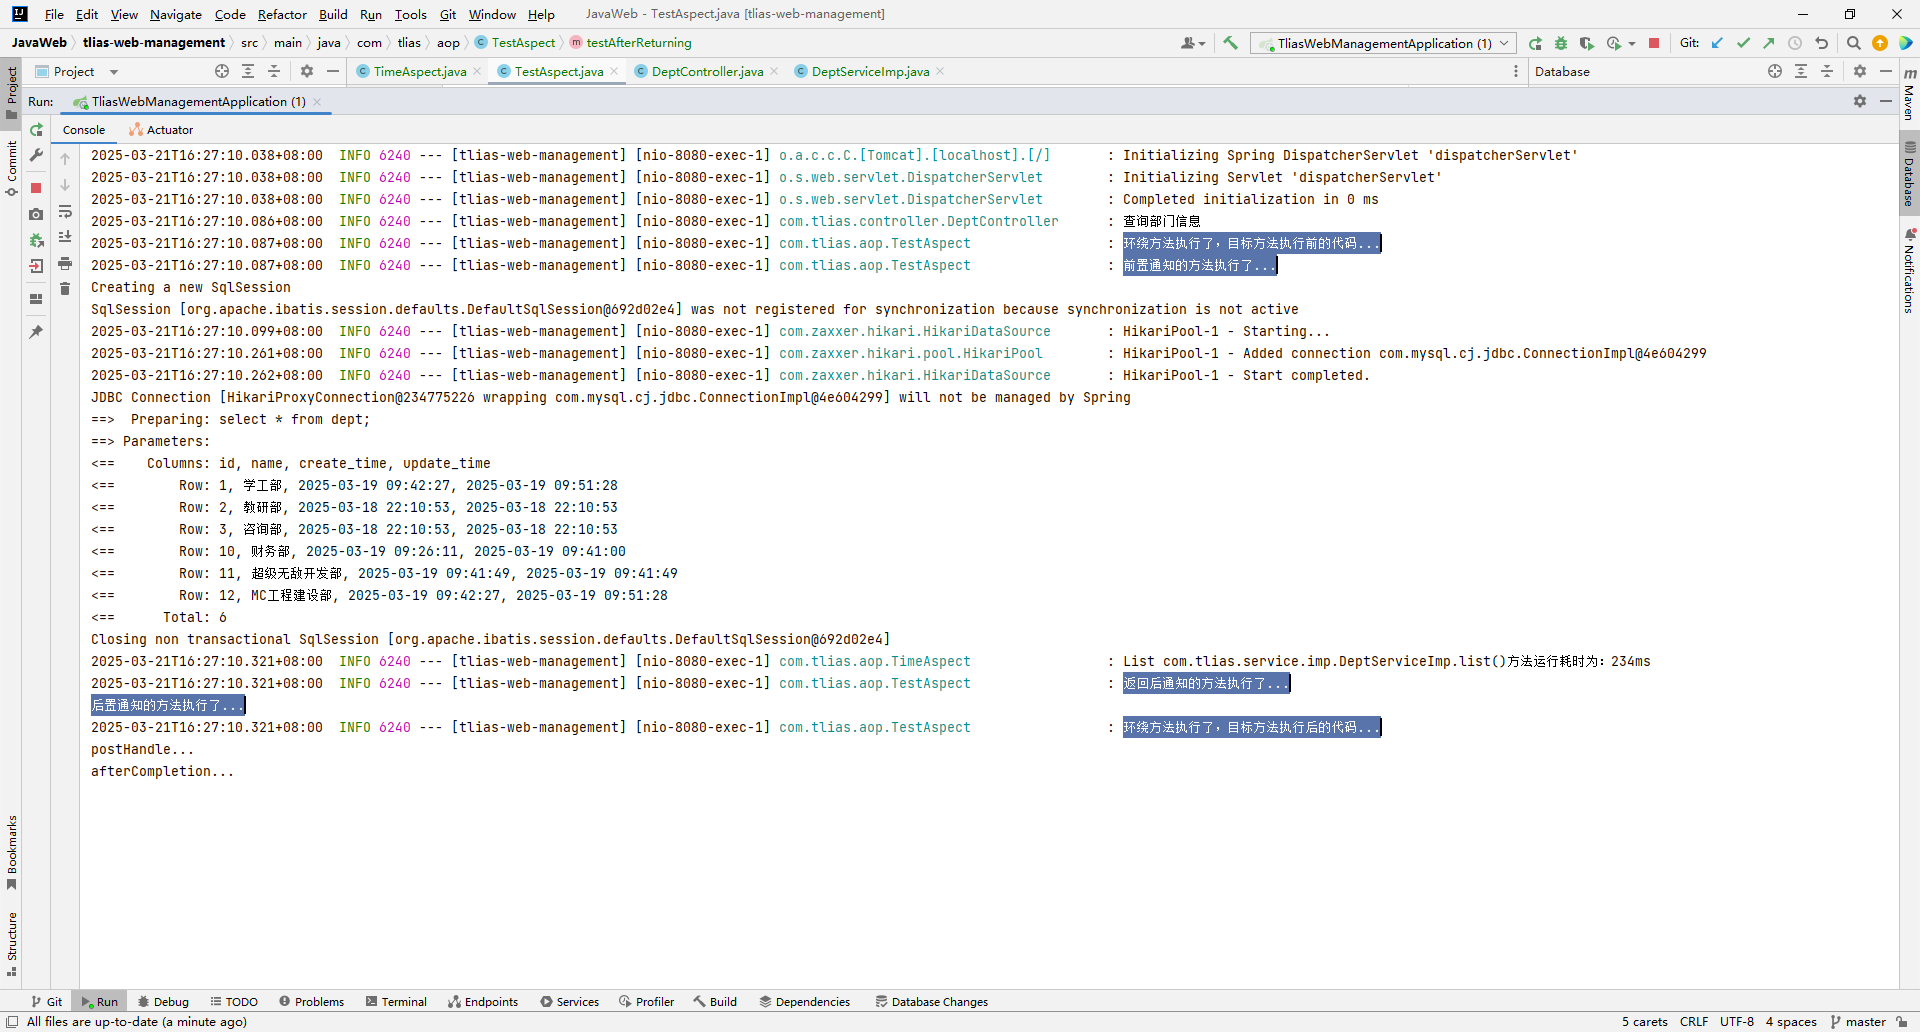 File Edit View Navigate Code Refactor Build Run Tools Git Window Help JavaWeb - TestAspect.java [tlias-web-management]
JavaWeb tlias-web-management src main java com tlias aop TestAspect testAfterReturning TliasWebManagementApplication (1) Git:
Project TimeAspect.java TestAspect.java DeptController.java DeptServiceImp.java Database
Run: TliasWebManagementApplication (1)
Console Actuator
2025-03-21T16:27:10.038+08:00 INFO 6240 --- [tlias-web-management] [nio-8080-exec-1] o.a.c.c.C.[Tomcat].[localhost].[/] : Initializing Spring DispatcherServlet 'dispatcherServlet'
2025-03-21T16:27:10.038+08:00 INFO 6240 --- [tlias-web-management] [nio-8080-exec-1] o.s.web.servlet.DispatcherServlet : Initializing Servlet 'dispatcherServlet'
2025-03-21T16:27:10.038+08:00 INFO 6240 --- [tlias-web-management] [nio-8080-exec-1] o.s.web.servlet.DispatcherServlet : Completed initialization in 0 ms
2025-03-21T16:27:10.086+08:00 INFO 6240 --- [tlias-web-management] [nio-8080-exec-1] com.tlias.controller.DeptController : 查询部门信息
2025-03-21T16:27:10.087+08:00 INFO 6240 --- [tlias-web-management] [nio-8080-exec-1] com.tlias.aop.TestAspect : 环绕方法执行了，目标方法执行前的代码...
2025-03-21T16:27:10.087+08:00 INFO 6240 --- [tlias-web-management] [nio-8080-exec-1] com.tlias.aop.TestAspect : 前置通知的方法执行了...
Creating a new SqlSession
SqlSession [org.apache.ibatis.session.defaults.DefaultSqlSession@692d02e4] was not registered for synchronization because synchronization is not active
2025-03-21T16:27:10.099+08:00 INFO 6240 --- [tlias-web-management] [nio-8080-exec-1] com.zaxxer.hikari.HikariDataSource : HikariPool-1 - Starting...
2025-03-21T16:27:10.261+08:00 INFO 6240 --- [tlias-web-management] [nio-8080-exec-1] com.zaxxer.hikari.pool.HikariPool : HikariPool-1 - Added connection com.mysql.cj.jdbc.ConnectionImpl@4e604299
2025-03-21T16:27:10.262+08:00 INFO 6240 --- [tlias-web-management] [nio-8080-exec-1] com.zaxxer.hikari.HikariDataSource : HikariPool-1 - Start completed.
JDBC Connection [HikariProxyConnection@234775226 wrapping com.mysql.cj.jdbc.ConnectionImpl@4e604299] will not be managed by Spring
==> Preparing: select * from dept;
==> Parameters:
<== Columns: id, name, create_time, update_time
<== Row: 1, 学工部, 2025-03-19 09:42:27, 2025-03-19 09:51:28
<== Row: 2, 教研部, 2025-03-18 22:10:53, 2025-03-18 22:10:53
<== Row: 3, 咨询部, 2025-03-18 22:10:53, 2025-03-18 22:10:53
<== Row: 10, 财务部, 2025-03-19 09:26:11, 2025-03-19 09:41:00
<== Row: 11, 超级无敌开发部, 2025-03-19 09:41:49, 2025-03-19 09:41:49
<== Row: 12, MC工程建设部, 2025-03-19 09:42:27, 2025-03-19 09:51:28
<== Total: 6
Closing non transactional SqlSession [org.apache.ibatis.session.defaults.DefaultSqlSession@692d02e4]
2025-03-21T16:27:10.321+08:00 INFO 6240 --- [tlias-web-management] [nio-8080-exec-1] com.tlias.aop.TimeAspect : List com.tlias.service.imp.DeptServiceImp.list()方法运行耗时为: 234ms
2025-03-21T16:27:10.321+08:00 INFO 6240 --- [tlias-web-management] [nio-8080-exec-1] com.tlias.aop.TestAspect : 返回后通知的方法执行了...
后置通知的方法执行了...
2025-03-21T16:27:10.321+08:00 INFO 6240 --- [tlias-web-management] [nio-8080-exec-1] com.tlias.aop.TestAspect : 环绕方法执行了，目标方法执行后的代码...
postHandle...
afterCompletion...
Project
Commit
Bookmarks
Structure
Maven
Database
Notifications
Git Run Debug TODO Problems Terminal Endpoints Services Profiler Build Dependencies Database Changes
All files are up-to-date (a minute ago) 5 carets CRLF UTF-8 4 spaces master